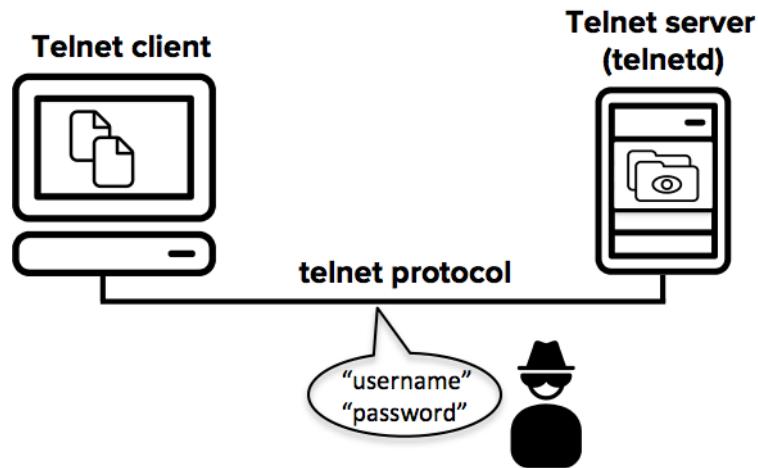 Telnet client
Telnet server
(telnetd)
telnet protocol
“username”
“password”